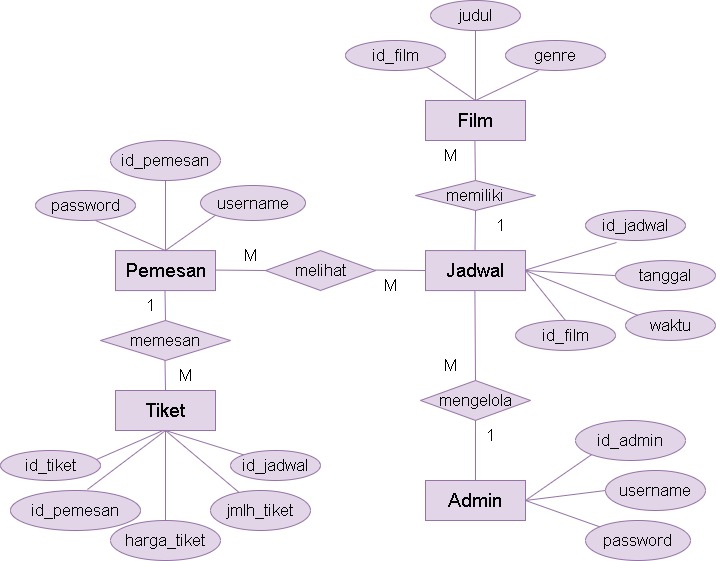 judul
id_film
genre
Film
M
memiliki
1
id_pemesan
password
username
Pemesan
M
melihat
M
Jadwal
id_jadwal
tanggal
waktu
id_film
1
memesan
M
Tiket
id_tiket
id_jadwal
id_pemesan
jmlh_tiket
harga_tiket
M
mengelola
1
Admin
id_admin
username
password